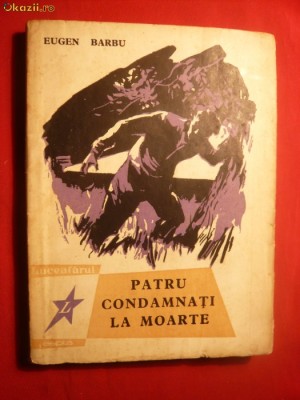 Okazii.ro
EUGEN BARBU
Luceafărul
PATRU
CONDAMNAȚI
LA MOARTE